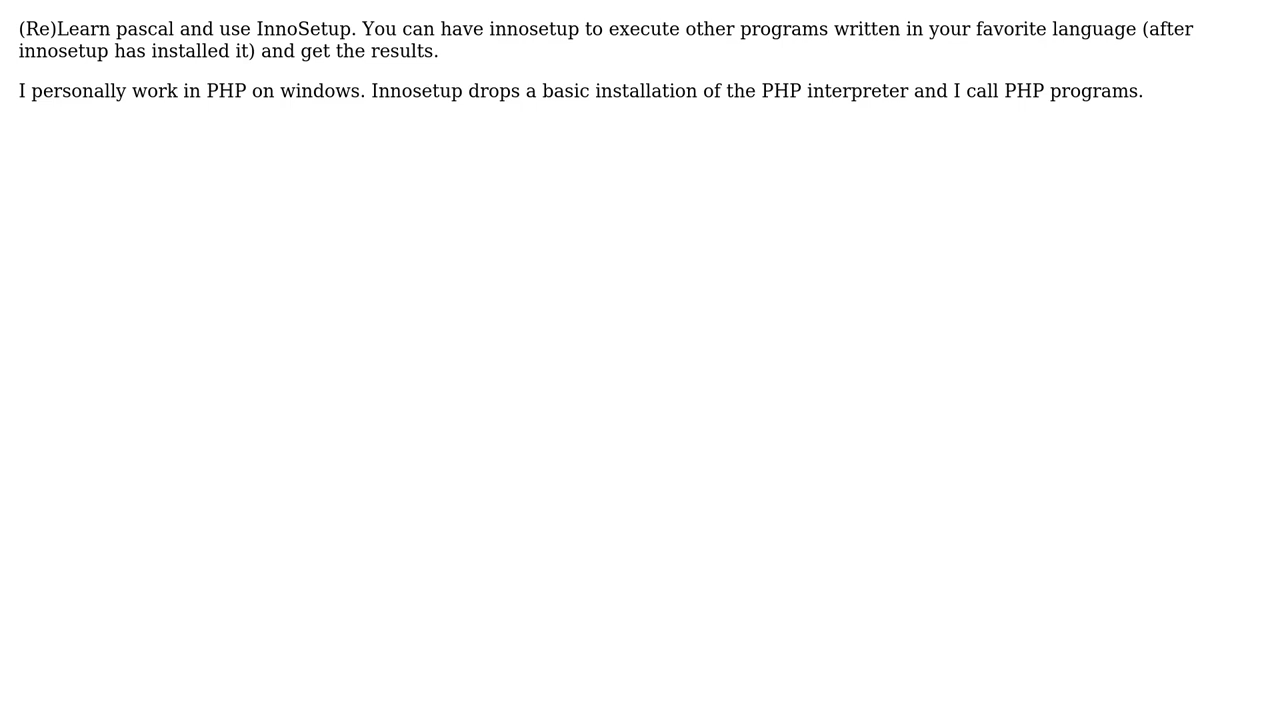 (Re)Learn pascal and use InnoSetup. You can have innosetup to execute other programs written in your favorite language (after
innosetup has installed it) and get the results.
I personally work in PHP on windows. Innosetup drops a basic installation of the PHP interpreter and I call PHP programs.